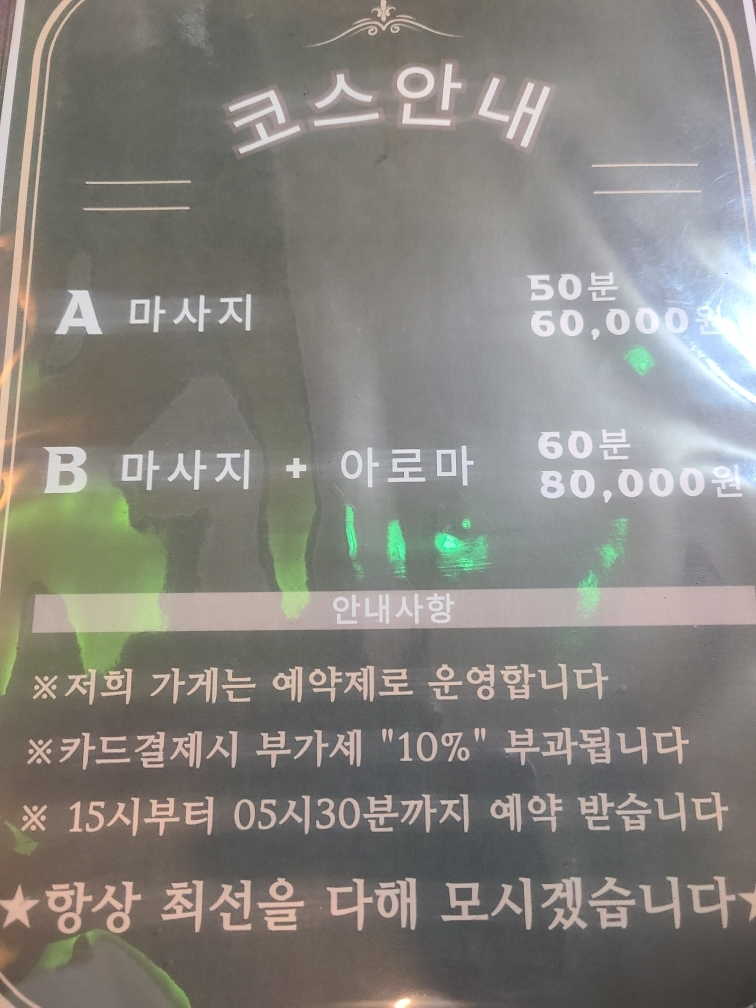 코스안내
A 마사지
50분
60,000원
B 마사지 + 아로마
60분
80,000원
안내사항
※저희 가게는 예약제로 운영합니다
※카드결제시 부가세 "10%" 부과됩니다
※ 15시부터 05시30분까지 예약 받습니다
★항상 최선을 다해 모시겠습니다★